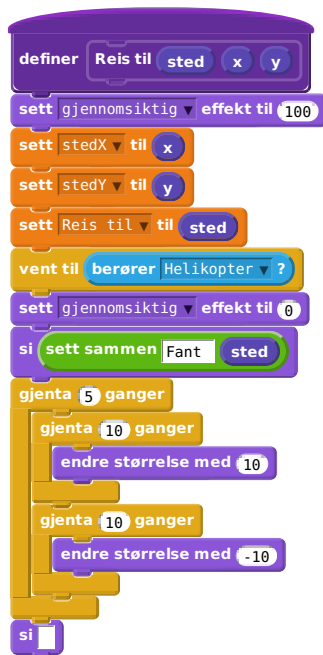 definer Reis til sted x y
sett gjennomsiktig effekt til 100
sett stedX til x
sett stedY til y
sett Reis til til sted
vent til berører Helikopter ?
sett gjennomsiktig effekt til 0
si sett sammen Fant sted
gjenta 5 ganger
gjenta 10 ganger
endre størrelse med 10
gjenta 10 ganger
endre størrelse med -10
si